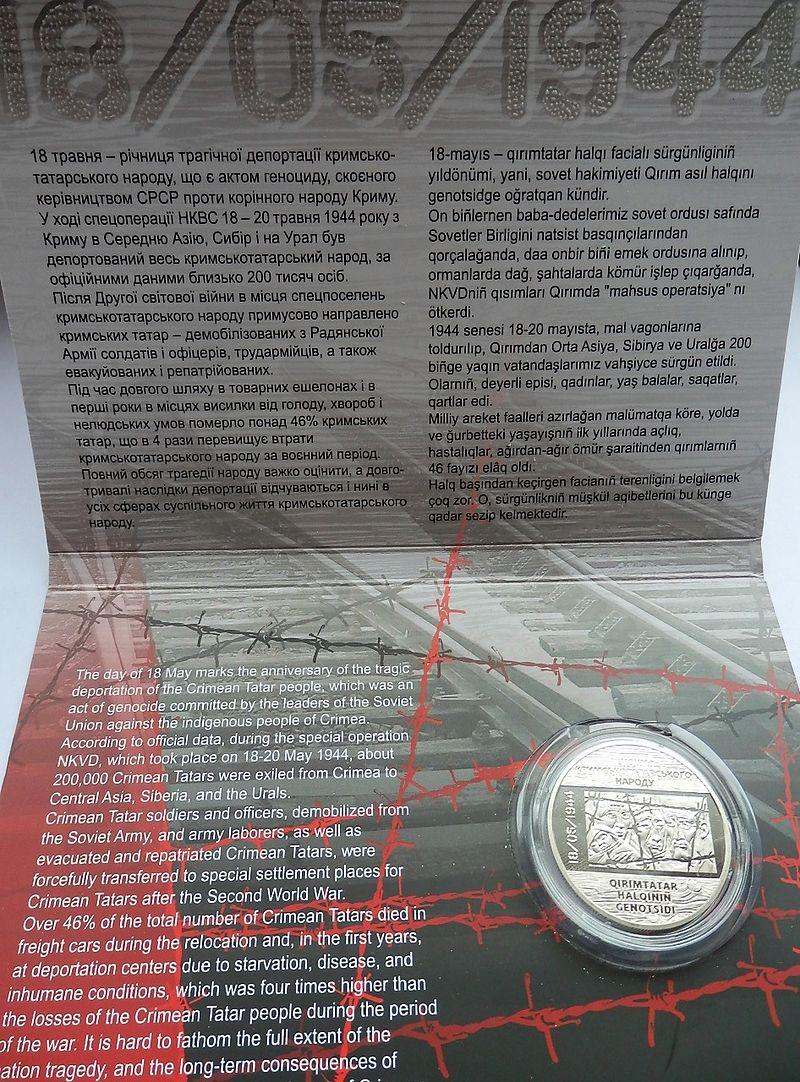 18/05/1944
18 травня – річниця трагічної депортації кримсько-
татарського народу, що є актом геноциду, скоєного
керівництвом СРСР проти корінного народу Криму.
У ході спецоперації НКВС 18 – 20 травня 1944 року з
Криму в Середню Азію, Сибір і на Урал був
депортований весь кримськотатарський народ, за
офіційними даними близько 200 тисяч осіб.
Після Другої світової війни в місця спецпоселень
кримськотатарського народу примусово направлено
кримських татар – демобілізованих з Радянської
Армії солдатів і офіцерів, трудармійців, а також
евакуйованих і репатрійованих.
Під час довгого шляху в товарних ешелонах і в
перші роки в місцях висилки від голоду, хвороб і
нелюдських умов померло понад 46% кримських
татар, що в 4 рази перевищує втрати
кримськотатарського народу за воєнний період.
Повний обсяг трагедії народу важко оцінити, а довго-
тривалі наслідки депортації відчуваються і нині в
усіх сферах суспільного життя кримськотатарського
народу.
18-mayıs – qırımtatar halqı facialı sürgünliginiñ
yıldönümi, yani, sovet hakimiyeti Qırım asıl halqını
genotsidge oğratqan kündir.
On biñlernen baba-dedelerimiz sovet ordusı safında
Sovetler Birligini natsist basqıncılarından
qorçalağanda, daa onbir biñi emek ordusına alınıp,
ormanlarda dağ, şahtalarda kömür işlep çıqarğanda,
NKVDniñ qısımları Qırımda "mahsus operatsiya" nı
ötkerdi.
1944 senesi 18-20 mayısta, mal vagonlarına
toldurılıp, Qırımdan Orta Asiya, Sibirya ve Uralğa 200
biñge yaqın vatandaşlarımız vahşiyce sürgün etildi.
Olarnıñ, deyerli episi, qadınlar, yaş balalar, saqatlar,
qartlar edi.
Milliy areket faalleri azırlağan malümatqa köre, yolda
ve ğurbetteki yaşayışnıñ ilk yıllarında açlıq,
hastalıqlar, ağırdan-ağır ömür şaraitinden qırımlarnıñ
46 fayızı elâq oldı.
Halq başından keçirgen facianıñ terenligini belgilemek
çoq zor. O, sürgünlikniñ müşkül aqibetlerini bu künge
qadar sezip kelmektedir.
The day of 18 May marks the anniversary of the tragic
deportation of the Crimean Tatar people, which was an
act of genocide committed by the leaders of the Soviet
Union against the indigenous people of Crimea.
According to official data, during the special operation
NKVD, which took place on 18-20 May 1944, about
200,000 Crimean Tatars were exiled from Crimea to
Central Asia, Siberia, and the Urals.
Crimean Tatar soldiers and officers, demobilized from
the Soviet Army, and army laborers, as well as
evacuated and repatriated Crimean Tatars, were
forcefully transferred to special settlement places for
Crimean Tatars after the Second World War.
Over 46% of the total number of Crimean Tatars died in
freight cars during the relocation and, in the first years,
at deportation centers due to starvation, disease, and
inhumane conditions, which was four times higher than
the losses of the Crimean Tatar people during the period
of the war. It is hard to fathom the full extent of the
ation tragedy, and the long-term consequences of
НАРОДУ
18/05/1944
QIRIMTATAR
HALQINIÑ
GENOTSİDİ